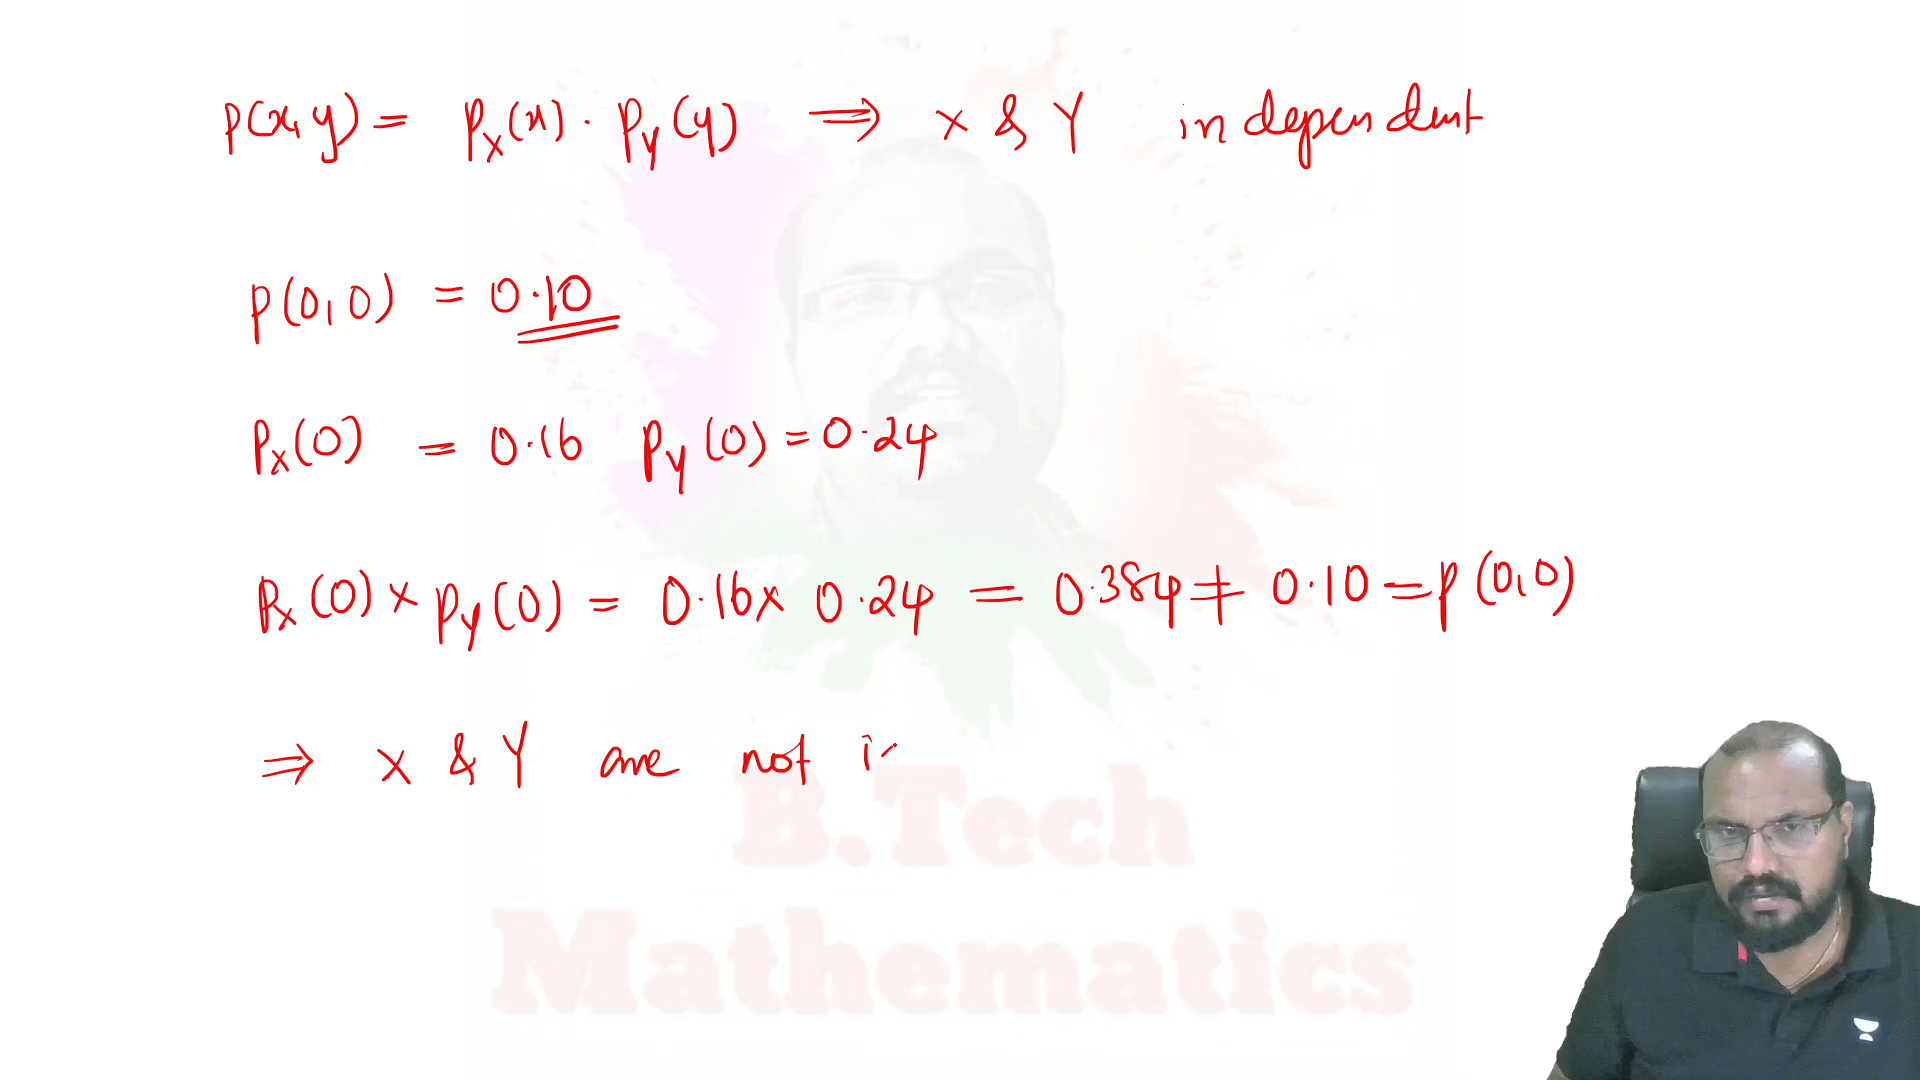 p(x,y) = pX(x) · pY(y) ⟹ X & Y independent
p(0,0) = 0.10
pX(0) = 0.16 pY(0) = 0.24
pX(0) × pY(0) = 0.16 × 0.24 = 0.384 ≠ 0.10 = p(0,0)
⇒ X & Y are not i
B.Tech
Mathematics